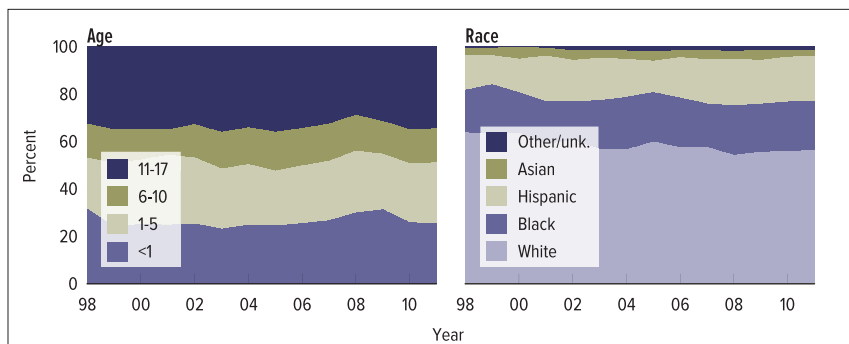 Age
Race
Percent
100
80
60
40
20
0
11-17
6-10
1-5
<1
98
00
02
04
06
08
10
Other/unk.
Asian
Hispanic
Black
White
98
00
02
04
06
08
10
Year